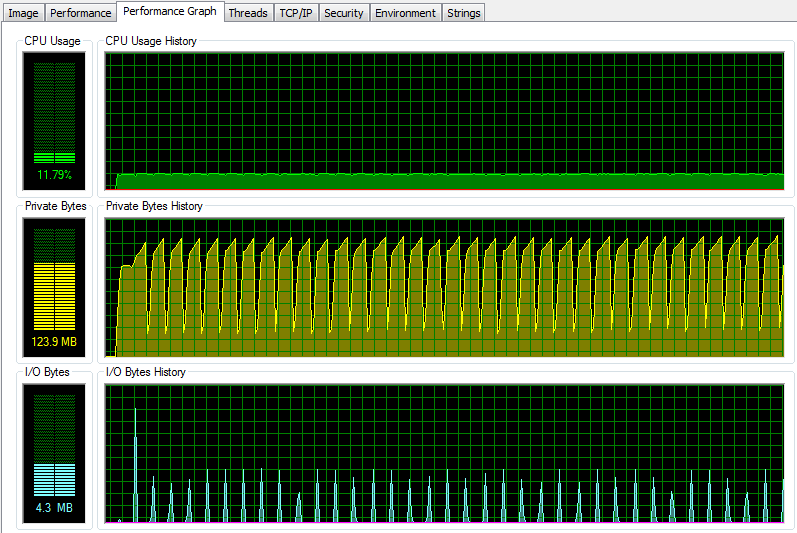 Image Performance Performance Graph Threads TCP/IP Security Environment Strings
CPU Usage CPU Usage History
11.79%
Private Bytes Private Bytes History
123.9 MB
I/O Bytes I/O Bytes History
4.3 MB